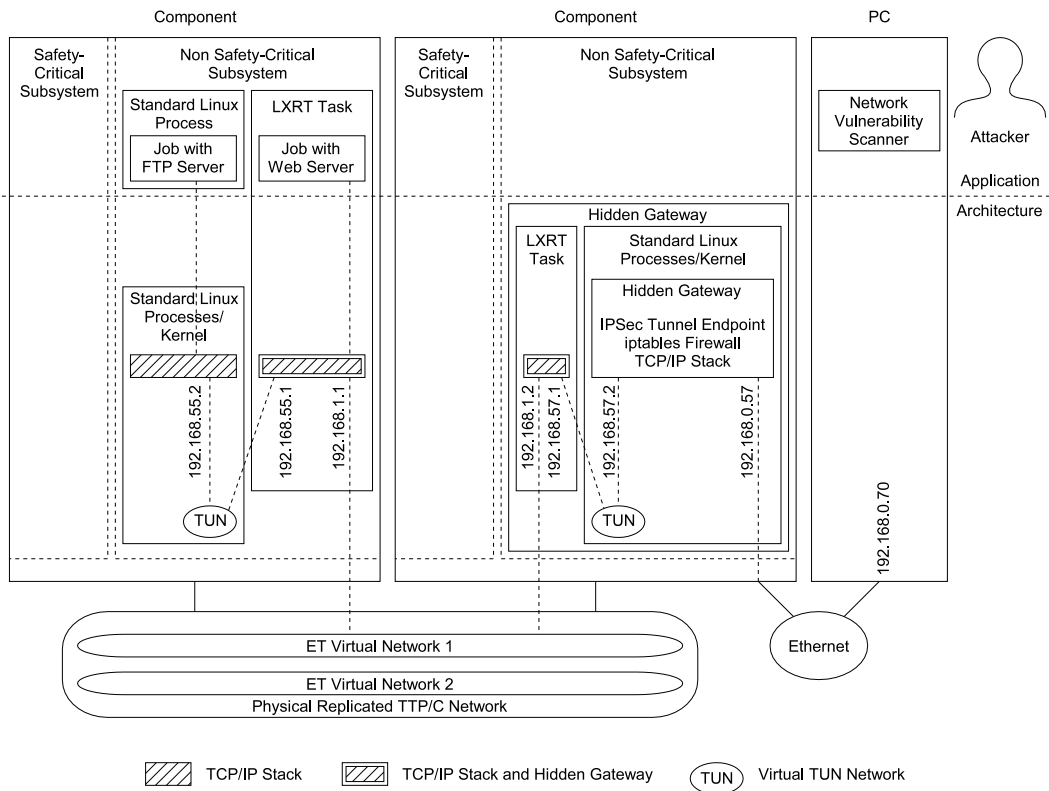 Component
Component
PC
Safety-
Critical
Subsystem
Non Safety-Critical
Subsystem
Standard Linux
Process
Job with
FTP Server
LXRT Task
Job with
Web Server
Safety-
Critical
Subsystem
Non Safety-Critical
Subsystem
Network
Vulnerability
Scanner
Attacker
Application
Architecture
Standard Linux
Processes/
Kernel
192.168.55.2
192.168.55.1
192.168.1.1
TUN
Hidden Gateway
LXRT
Task
Standard Linux
Processes/Kernel
Hidden Gateway
IPSec Tunnel Endpoint
iptables Firewall
TCP/IP Stack
192.168.1.2
192.168.57.1
192.168.57.2
192.168.0.57
TUN
192.168.0.70
Ethernet
ET Virtual Network 1
ET Virtual Network 2
Physical Replicated TTP/C Network
TCP/IP Stack
TCP/IP Stack and Hidden Gateway
TUN
Virtual TUN Network